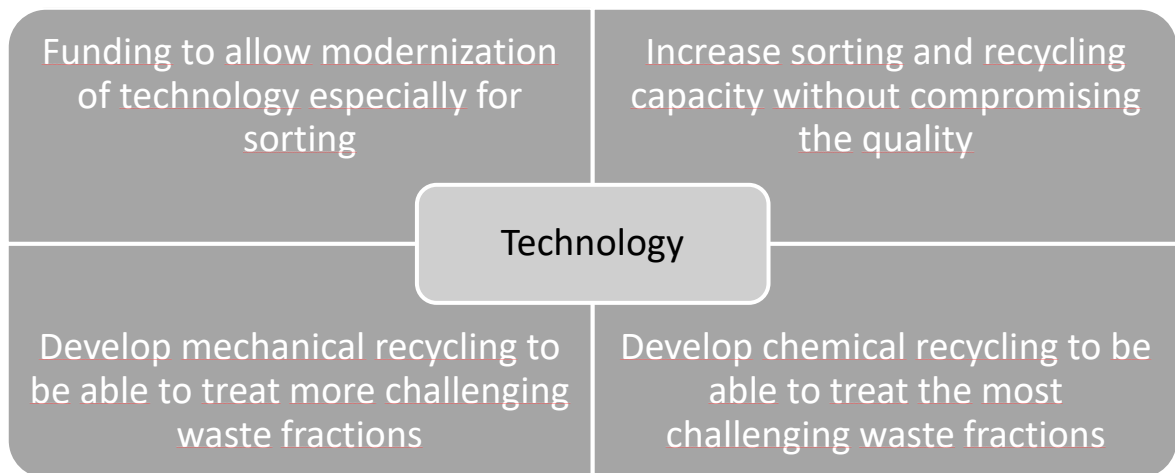 Funding to allow modernization
of technology especially for
sorting
Increase sorting and recycling
capacity without compromising
the quality
Technology
Develop mechanical recycling to
be able to treat more challenging
waste fractions
Develop chemical recycling to be
able to treat the most
challenging waste fractions